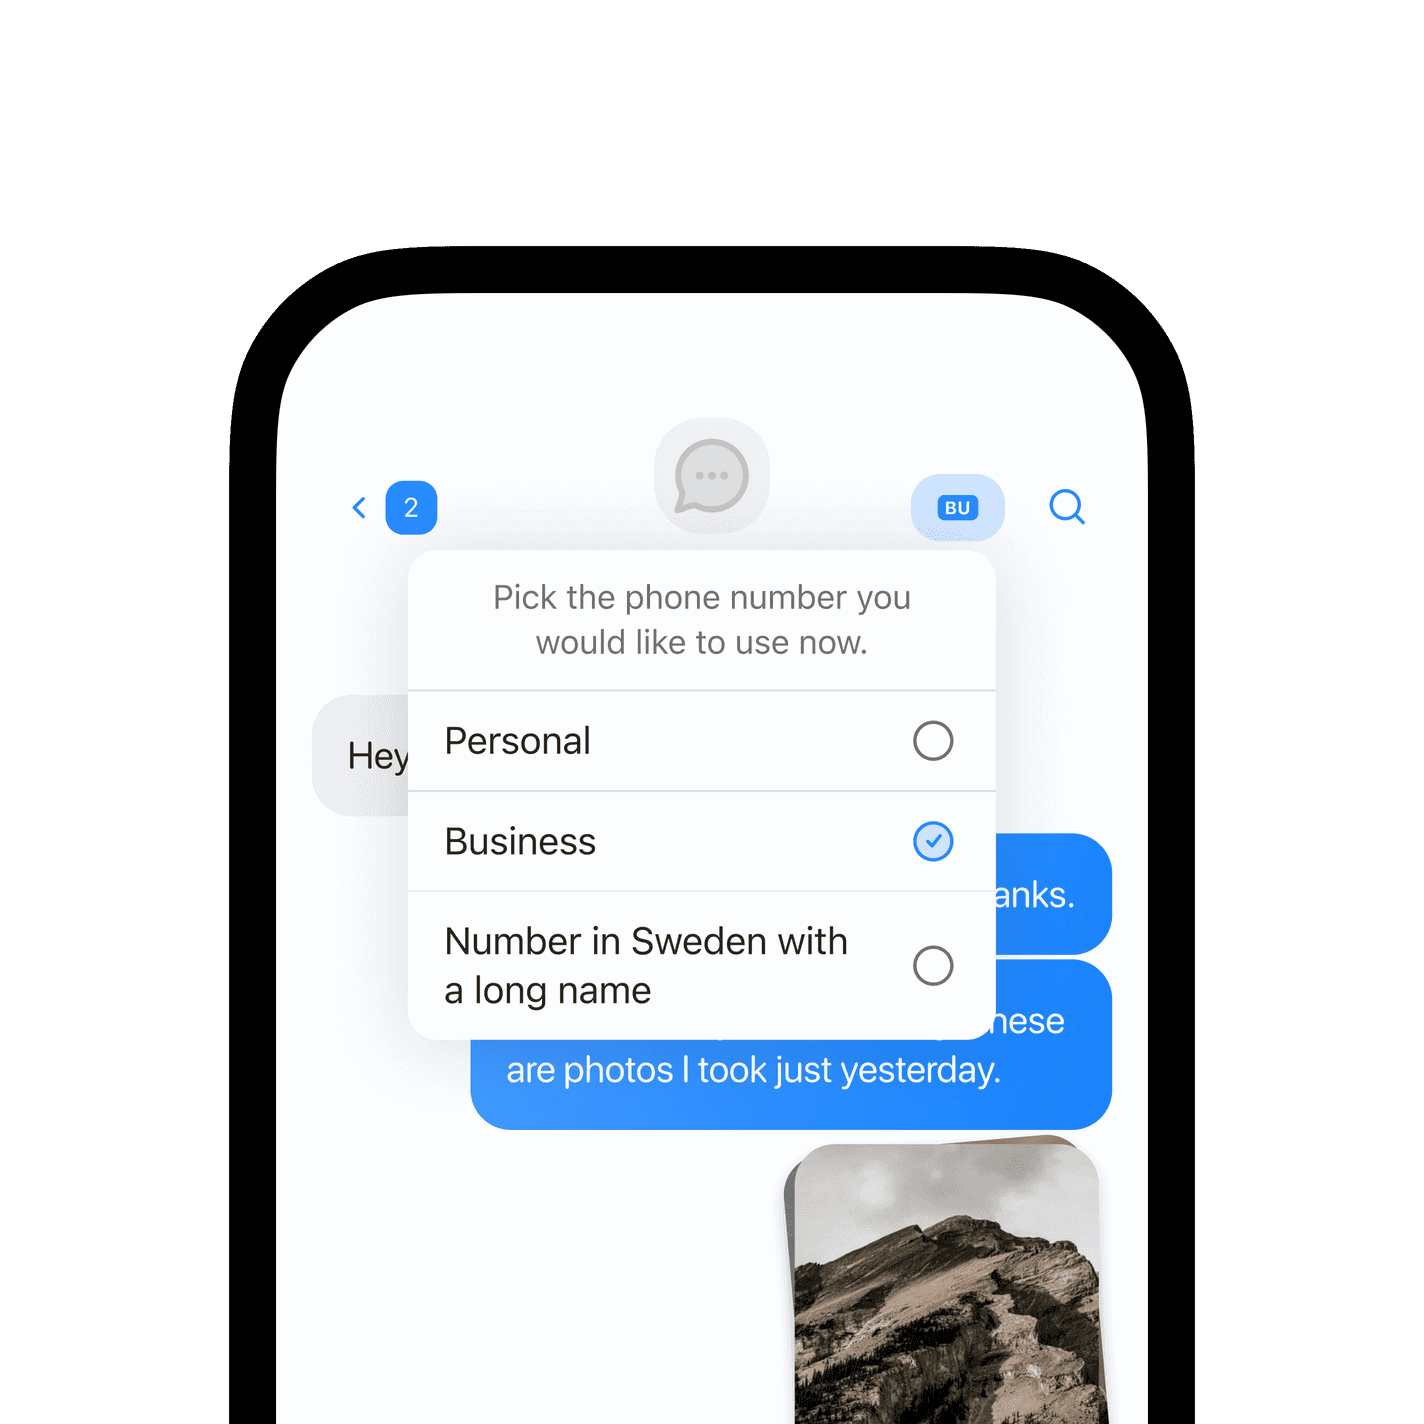 2
BU
Pick the phone number you
would like to use now.
Personal
Hey
Business
anks.
Number in Sweden with
a long name
hese
are photos I took just yesterday.